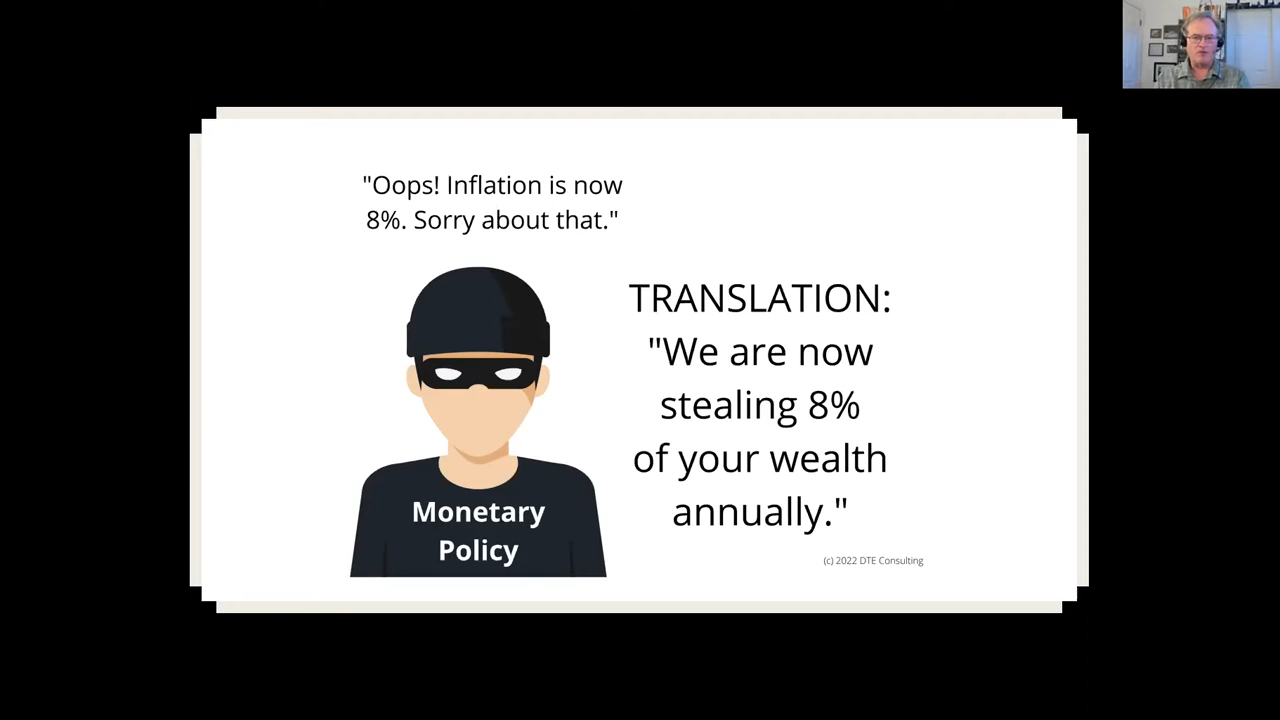 "Oops! Inflation is now
8%. Sorry about that."
TRANSLATION:
"We are now
stealing 8%
of your wealth
annually."
Monetary
Policy
(c) 2022 DTE Consulting